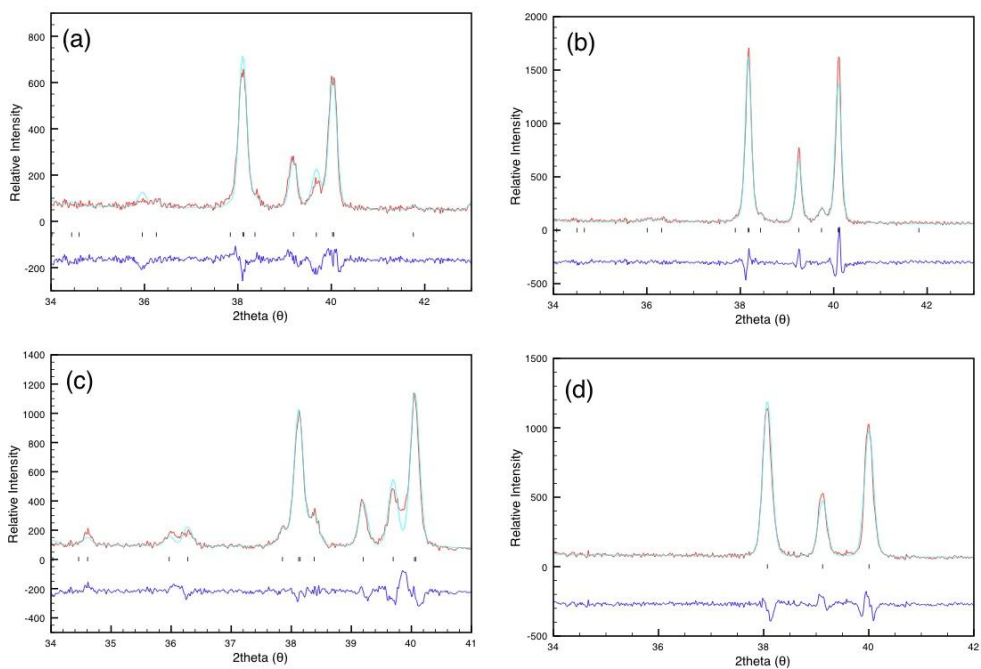 (a)
800
600
400
200
0
-200
Relative Intensity
34 36 38 40 42
2theta (θ)
(b)
2000
1500
1000
500
0
-500
Relative Intensity
34 36 38 40 42
2theta (θ)
(c)
1400
1200
1000
800
600
400
200
0
-200
-400
Relative Intensity
34 35 36 37 38 39 40 41
2theta (θ)
(d)
1500
1000
500
0
-500
Relative Intensity
34 36 38 40 42
2theta (θ)